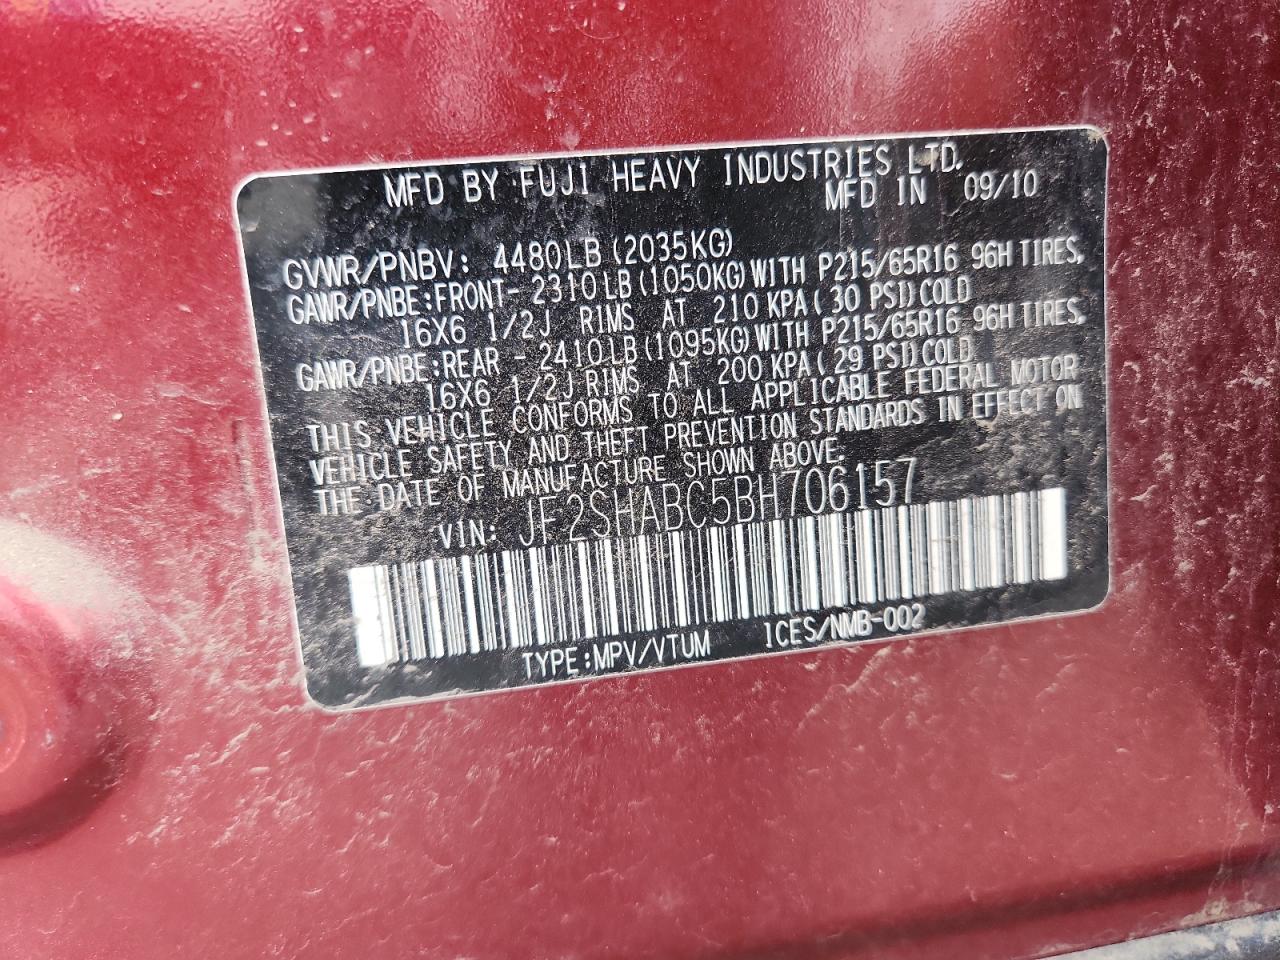 MFD BY FUJI HEAVY INDUSTRIES LTD.
MFD IN 09/10
GVWR/PNBV: 4480LB (2035KG)
GAWR/PNBE:FRONT- 2310LB (1050KG) WITH P215/65R16 96H TIRES,
16X6 1/2J RIMS AT 210 KPA (30 PSI) COLD
GAWR/PNBE:REAR - 2410LB (1095KG) WITH P215/65R16 96H TIRES,
16X6 1/2J RIMS AT 200 KPA (29 PSI) COLD
THIS VEHICLE CONFORMS TO ALL APPLICABLE FEDERAL MOTOR
VEHICLE SAFETY AND THEFT PREVENTION STANDARDS IN EFFECT ON
THE DATE OF MANUFACTURE SHOWN ABOVE.
VIN: JF2SHABC5BH706157
TYPE:MPV/VTUM ICES/NMB-002